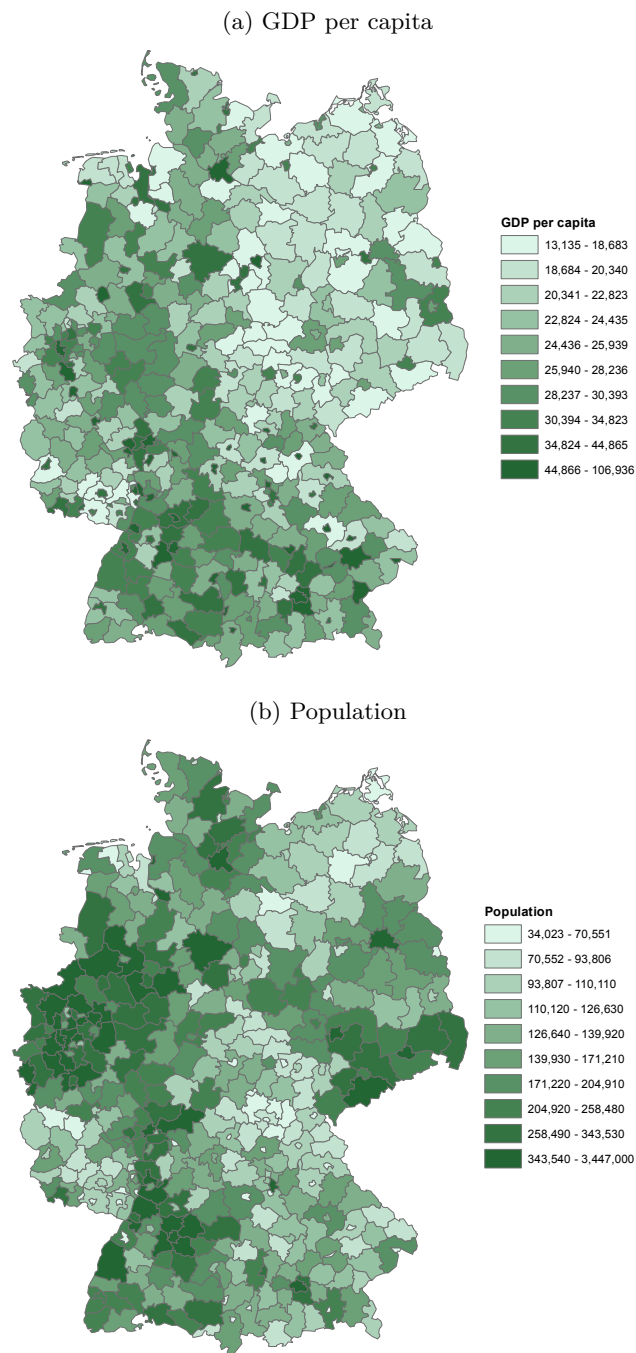 (a) GDP per capita
GDP per capita
13,135 - 18,683
18,684 - 20,340
20,341 - 22,823
22,824 - 24,435
24,436 - 25,939
25,940 - 28,236
28,237 - 30,393
30,394 - 34,823
34,824 - 44,865
44,866 - 106,936
(b) Population
Population
34,023 - 70,551
70,552 - 93,806
93,807 - 110,110
110,120 - 126,630
126,640 - 139,920
139,930 - 171,210
171,220 - 204,910
204,920 - 258,480
258,490 - 343,530
343,540 - 3,447,000